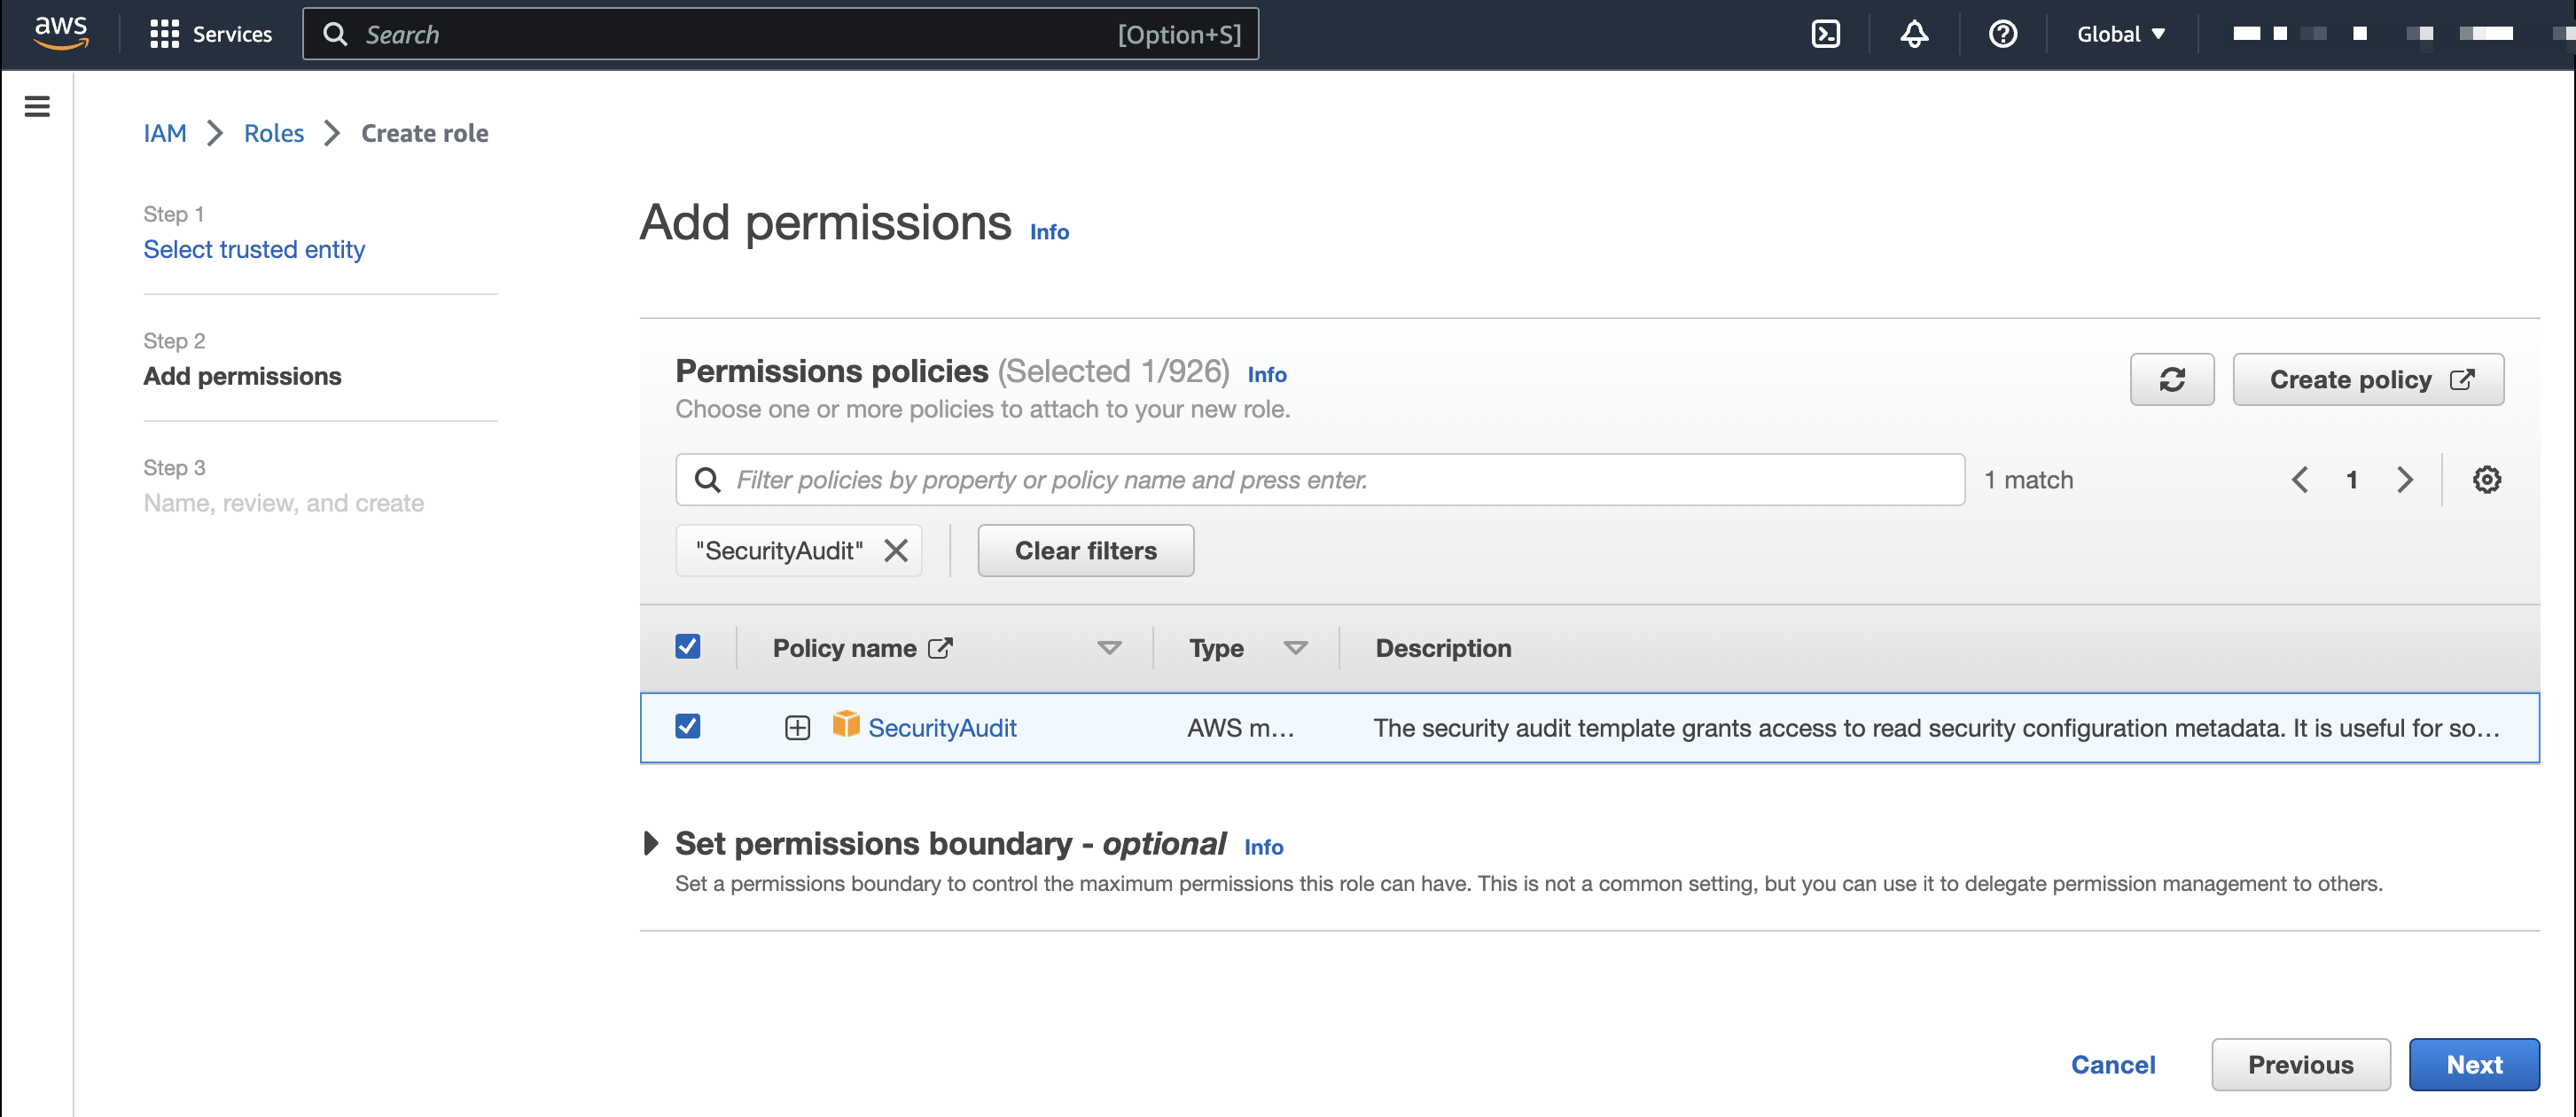 aws
Services
Search
[Option+S]
Global
IAM
Roles
Create role
Step 1
Select trusted entity
Step 2
Add permissions
Step 3
Name, review, and create
Add permissions Info
Permissions policies (Selected 1/926) Info
Choose one or more policies to attach to your new role.
Create policy
Filter policies by property or policy name and press enter.
1 match
1
"SecurityAudit"
Clear filters
Policy name
Type
Description
SecurityAudit
AWS m...
The security audit template grants access to read security configuration metadata. It is useful for so...
Set permissions boundary - optional Info
Set a permissions boundary to control the maximum permissions this role can have. This is not a common setting, but you can use it to delegate permission management to others.
Cancel
Previous
Next